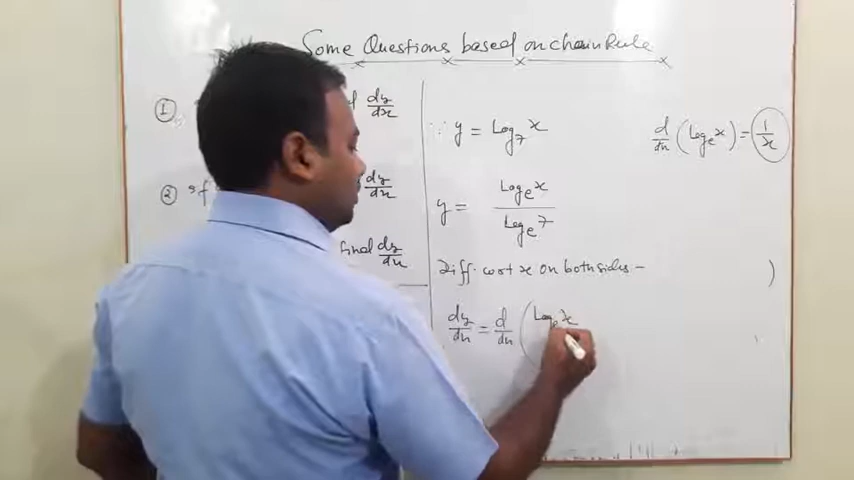 Some Questions based on chain Rule
① f dy/dx
② If dy/dx
find dy/dx
∵ y = Log₇ x
d/dx (Logₑ x) = 1/x
y = Logₑ x / Logₑ 7
Diff. w.r.t x on both sides -
dy/dx = d/dx ( Logₑ x